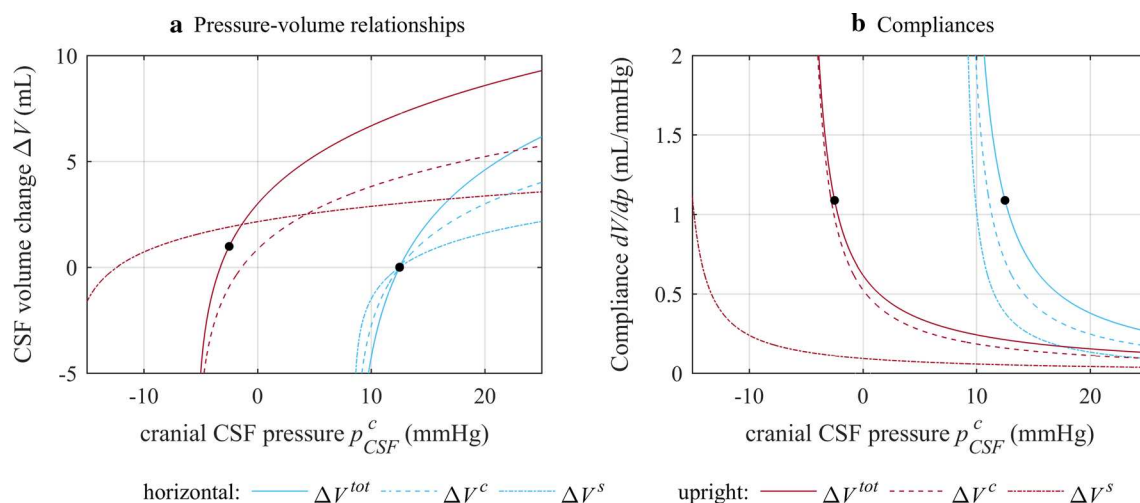 a Pressure-volume relationships
CSF volume change ΔV (mL)
10
5
0
-5
-10 0 10 20
cranial CSF pressure p^c_CSF (mmHg)
b Compliances
Compliance dV/dp (mL/mmHg)
2
1.5
1
0.5
0
-10 0 10 20
cranial CSF pressure p^c_CSF (mmHg)
horizontal: ΔV^tot ΔV^c ΔV^s upright: ΔV^tot ΔV^c ΔV^s